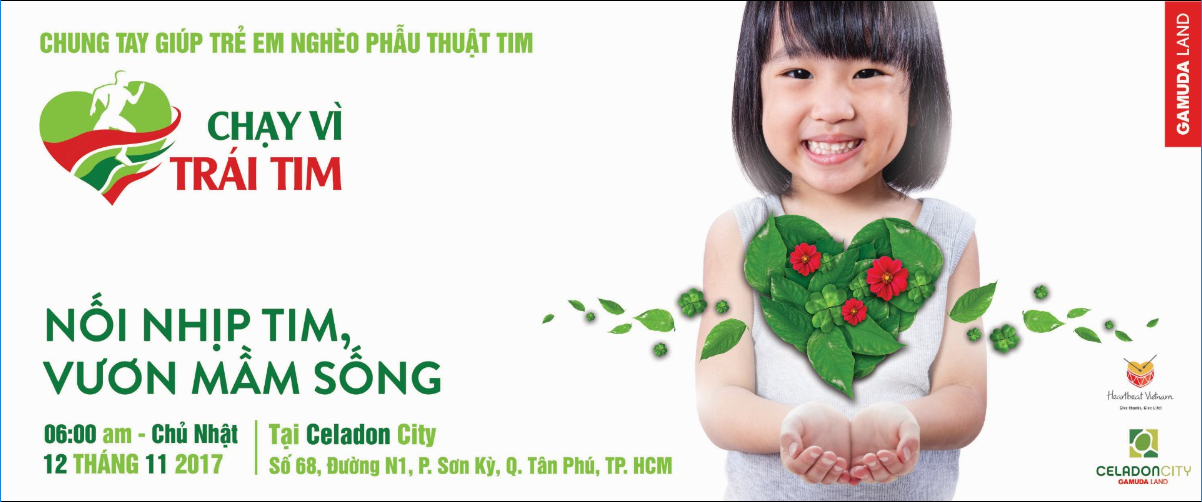 CHUNG TAY GIÚP TRẺ EM NGHÈO PHẪU THUẬT TIM
CHẠY VÌ
TRÁI TIM
NỐI NHỊP TIM,
VƯƠN MẦM SỐNG
06:00 am - Chủ Nhật
12 THÁNG 11 2017
Tại Celadon City
Số 68, Đường N1, P. Sơn Kỳ, Q. Tân Phú, TP. HCM
GAMUDA LAND
Heartbeat Vietnam
CELADONCITY
GAMUDA LAND